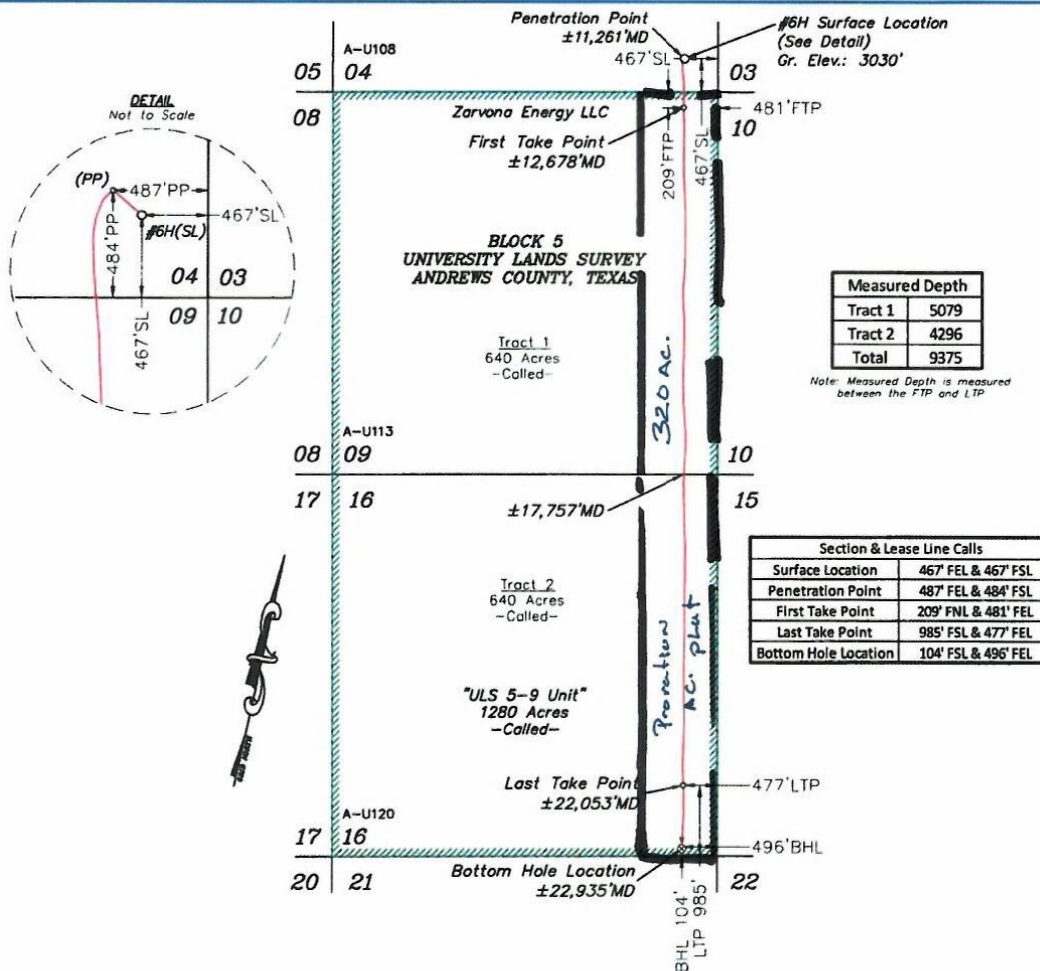 Penetration Point
±11,261'MD
#6H Surface Location
(See Detail)
Gr. Elev.: 3030'
A-U108
467'SL
05 04
03
DETAIL
Not to Scale
08
Zarvona Energy LLC
481'FTP
10
First Take Point
±12,678'MD
209'FTP
467'SL
(PP)
487'PP
467'SL
#6H(SL)
484'PP
04 03
09 10
467'SL
BLOCK 5
UNIVERSITY LANDS SURVEY
ANDREWS COUNTY, TEXAS
Measured Depth
Tract 1 5079
Tract 2 4296
Total 9375
Note: Measured Depth is measured
between the FTP and LTP
Tract 1
640 Acres
-Called-
320 Ac.
A-U113
08 09
10
17 16
15
±17,757'MD
Section & Lease Line Calls
Surface Location 467' FEL & 467' FSL
Penetration Point 487' FEL & 484' FSL
First Take Point 209' FNL & 481' FEL
Last Take Point 985' FSL & 477' FEL
Bottom Hole Location 104' FSL & 496' FEL
Tract 2
640 Acres
-Called-
Proration
Ac. plat
"ULS 5-9 Unit"
1280 Acres
-Called-
GRID NORTH
Last Take Point
±22,053'MD
477'LTP
A-U120
17 16
496'BHL
20 21
22
Bottom Hole Location
±22,935'MD
BHL 104'
LTP 985'